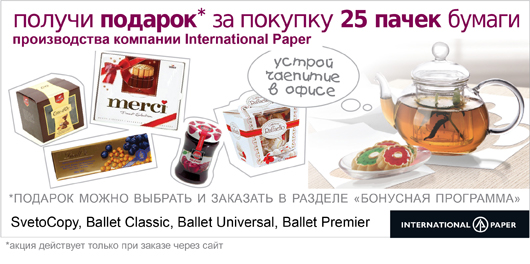 получи подарок* за покупку 25 пачек бумаги
производства компании International Paper
устрой
чаепитие
в офисе
merci
Raffaello
*ПОДАРОК МОЖНО ВЫБРАТЬ И ЗАКАЗАТЬ В РАЗДЕЛЕ «БОНУСНАЯ ПРОГРАММА»
SvetoCopy, Ballet Classic, Ballet Universal, Ballet Premier
INTERNATIONAL PAPER
*акция действует только при заказе через сайт